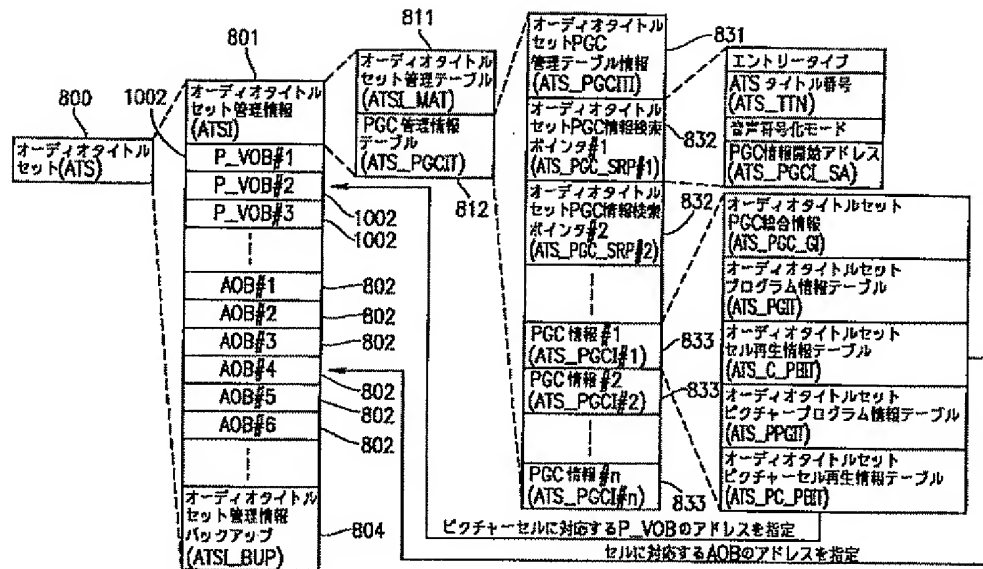 800
オーディオタイトル
セット(ATS)
801
1002
オーディオタイトル
セット管理情報
(ATSI)
P_VOB#1
P_VOB#2
P_VOB#3
1002
1002
AOB#1
802
AOB#2
802
AOB#3
802
AOB#4
802
AOB#5
802
AOB#6
802
オーディオタイトル
セット管理情報
バックアップ
(ATSI_BUP)
804
811
オーディオタイトル
セット管理テーブル
(ATSI_MAT)
PGC管理情報
テーブル
(ATS_PGCIT)
812
オーディオタイトル
セットPGC
管理テーブル情報
(ATS_PGCITI)
831
オーディオタイトル
セットPGC情報検索
ポインタ#1
(ATS_PGC_SRP#1)
832
オーディオタイトル
セットPGC情報検索
ポインタ#2
(ATS_PGC_SRP#2)
832
PGC情報#1
(ATS_PGCI#1)
833
PGC情報#2
(ATS_PGCI#2)
833
PGC情報#n
(ATS_PGCI#n)
833
エントリータイプ
ATSタイトル番号
(ATS_TTN)
音声符号化モード
PGC情報開始アドレス
(ATS_PGCI_SA)
オーディオタイトルセット
PGC総合情報
(ATS_PGC_GI)
オーディオタイトルセット
プログラム情報テーブル
(ATS_PGIT)
オーディオタイトルセット
セル再生情報テーブル
(ATS_C_PBIT)
オーディオタイトルセット
ピクチャープログラム情報テーブル
(ATS_PPGIT)
オーディオタイトルセット
ピクチャーセル再生情報テーブル
(ATS_PC_PBIT)
ピクチャーセルに対応するP_VOBのアドレスを指定
セルに対応するAOBのアドレスを指定